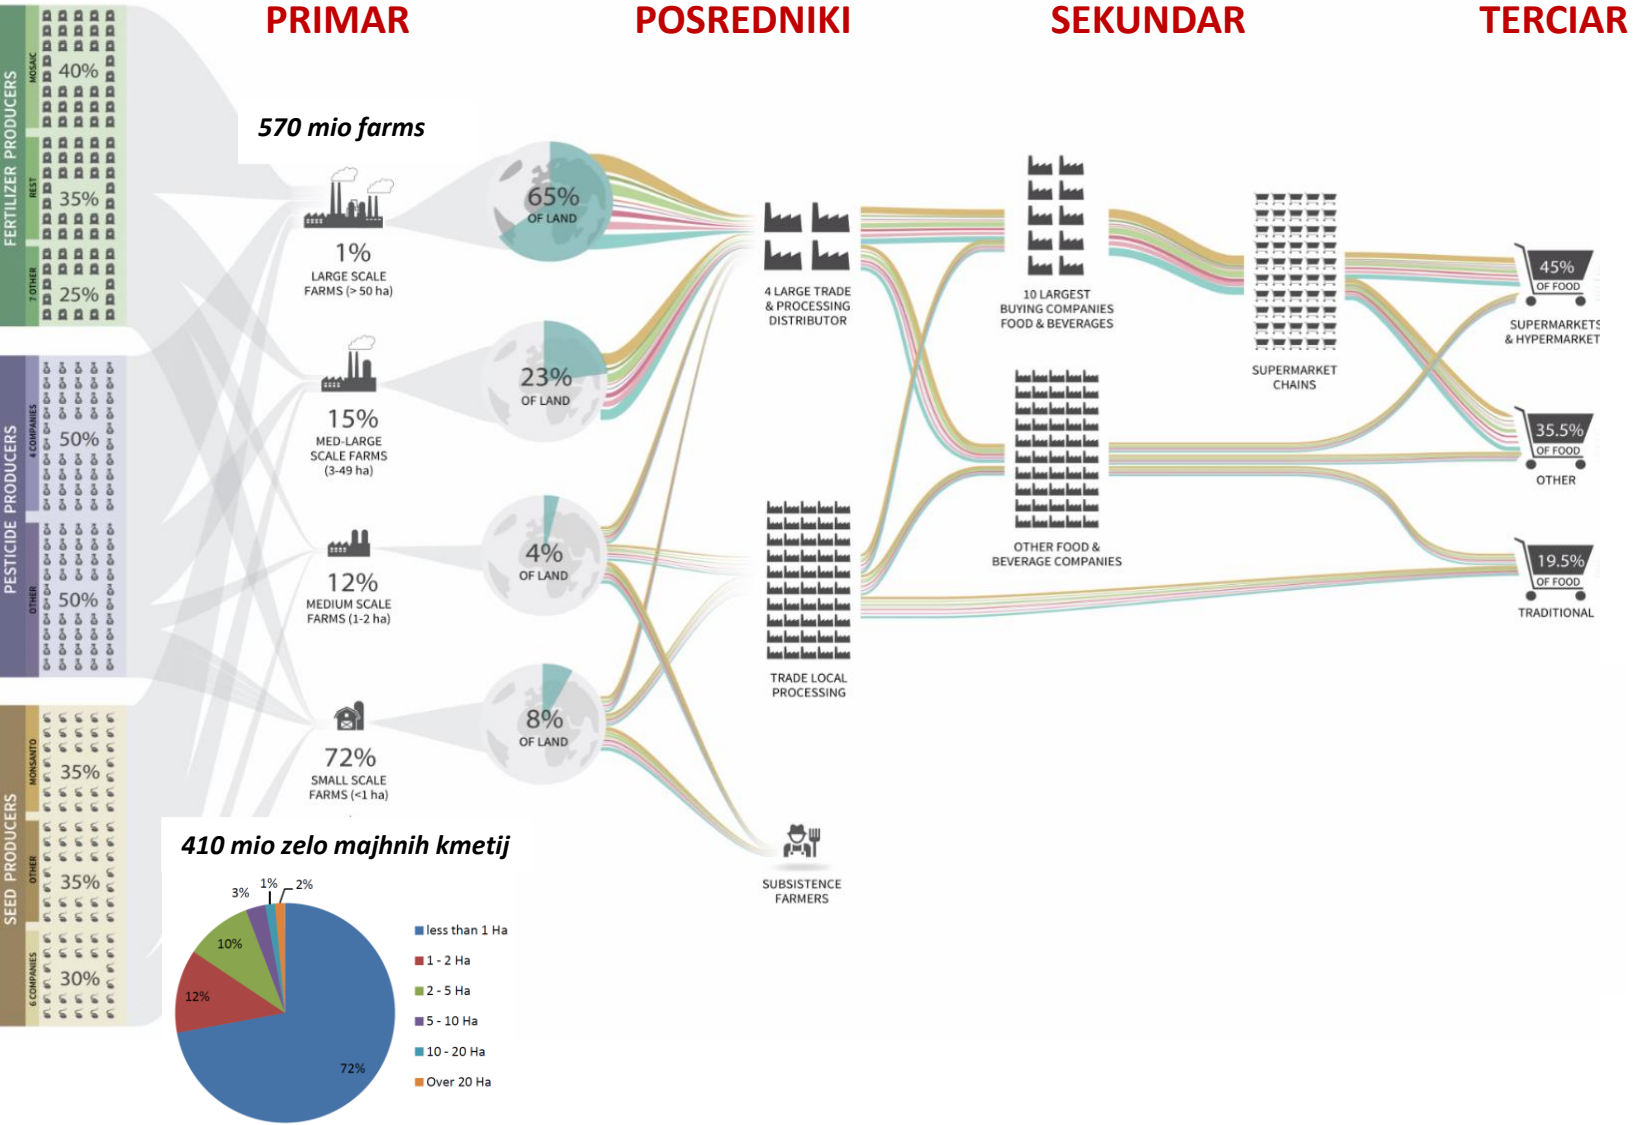 PRIMAR
POSREDNIKI
SEKUNDAR
TERCIAR
FERTILIZER PRODUCERS
MOSAIC
40%
REST
35%
7 OTHER
25%
PESTICIDE PRODUCERS
4 COMPANIES
50%
OTHER
50%
SEED PRODUCERS
MONSANTO
35%
OTHER
35%
6 COMPANIES
30%
570 mio farms
1%
LARGE SCALE
FARMS (> 50 ha)
15%
MED-LARGE
SCALE FARMS
(3-49 ha)
12%
MEDIUM SCALE
FARMS (1-2 ha)
72%
SMALL SCALE
FARMS (<1 ha)
65%
OF LAND
23%
OF LAND
4%
OF LAND
8%
OF LAND
4 LARGE TRADE
& PROCESSING
DISTRIBUTOR
TRADE LOCAL
PROCESSING
SUBSISTENCE
FARMERS
10 LARGEST
BUYING COMPANIES
FOOD & BEVERAGES
OTHER FOOD &
BEVERAGE COMPANIES
SUPERMARKET
CHAINS
45%
OF FOOD
SUPERMARKETS
& HYPERMARKET
35.5%
OF FOOD
OTHER
19.5%
OF FOOD
TRADITIONAL
410 mio zelo majhnih kmetij
3%
1%
2%
10%
12%
72%
less than 1 Ha
1 - 2 Ha
2 - 5 Ha
5 - 10 Ha
10 - 20 Ha
Over 20 Ha